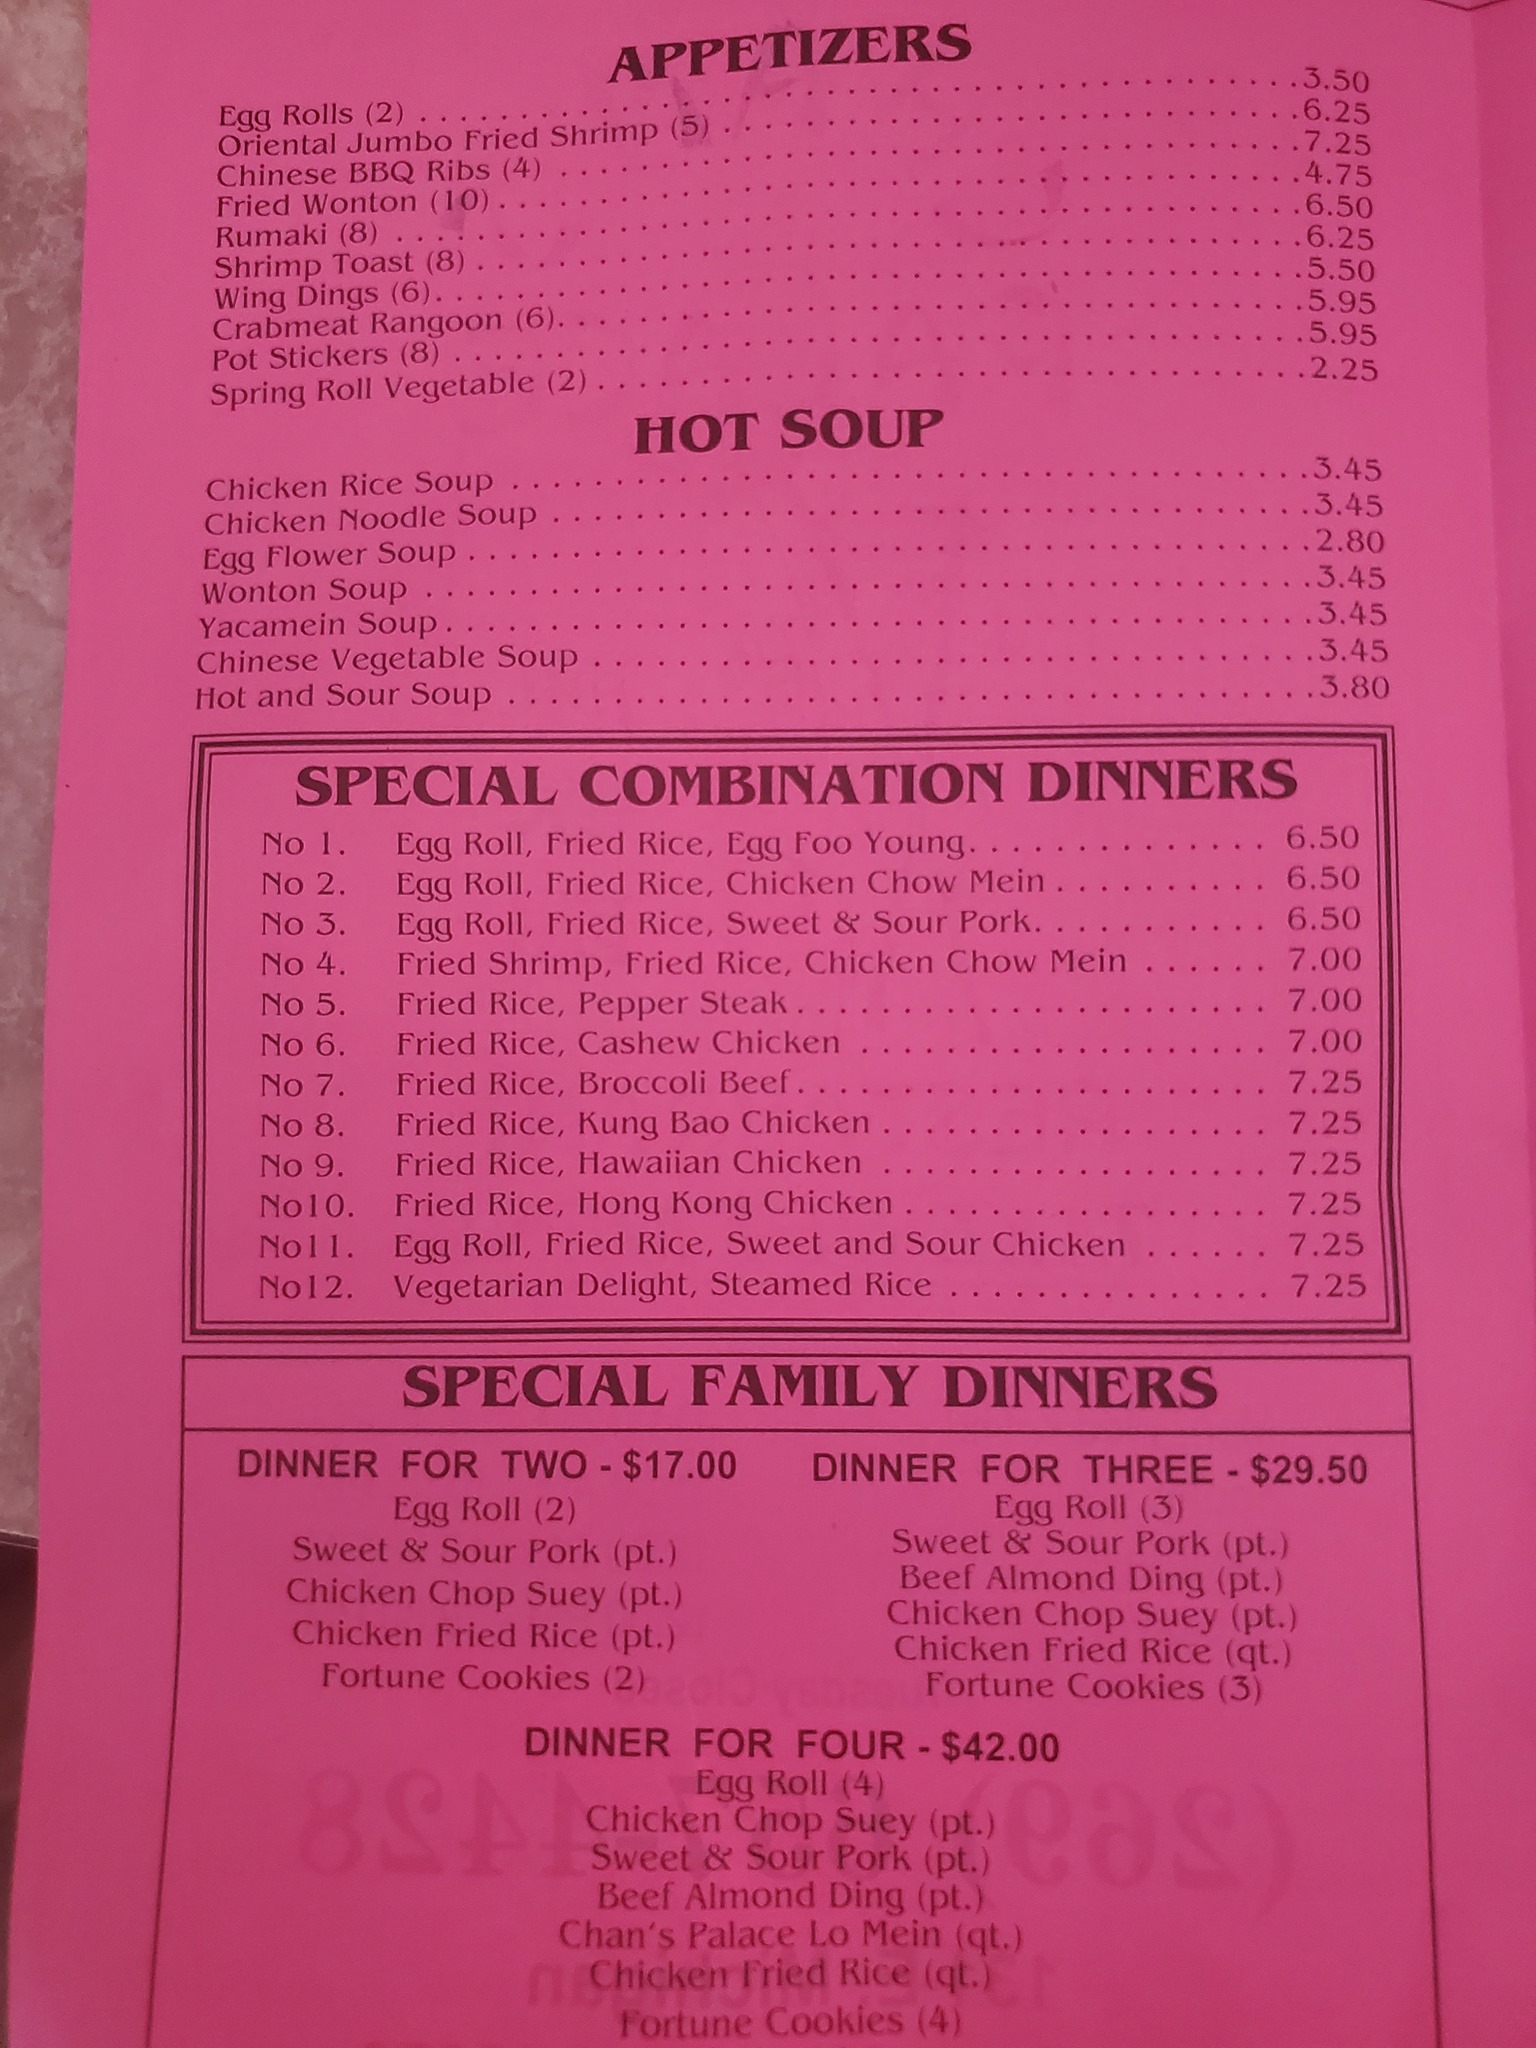 APPETIZERS
Egg Rolls (2) 3.50
Oriental Jumbo Fried Shrimp (5) 6.25
Chinese BBQ Ribs (4) 7.25
Fried Wonton (10) 4.75
Rumaki (8) 6.50
Shrimp Toast (8) 6.25
Wing Dings (6) 5.50
Crabmeat Rangoon (6) 5.95
Pot Stickers (8) 5.95
Spring Roll Vegetable (2) 2.25
HOT SOUP
Chicken Rice Soup 3.45
Chicken Noodle Soup 3.45
Egg Flower Soup 2.80
Wonton Soup 3.45
Yacamein Soup 3.45
Chinese Vegetable Soup 3.45
Hot and Sour Soup 3.80
SPECIAL COMBINATION DINNERS
No 1. Egg Roll, Fried Rice, Egg Foo Young 6.50
No 2. Egg Roll, Fried Rice, Chicken Chow Mein 6.50
No 3. Egg Roll, Fried Rice, Sweet & Sour Pork 6.50
No 4. Fried Shrimp, Fried Rice, Chicken Chow Mein 7.00
No 5. Fried Rice, Pepper Steak 7.00
No 6. Fried Rice, Cashew Chicken 7.00
No 7. Fried Rice, Broccoli Beef 7.25
No 8. Fried Rice, Kung Bao Chicken 7.25
No 9. Fried Rice, Hawaiian Chicken 7.25
No10. Fried Rice, Hong Kong Chicken 7.25
No11. Egg Roll, Fried Rice, Sweet and Sour Chicken 7.25
No12. Vegetarian Delight, Steamed Rice 7.25
SPECIAL FAMILY DINNERS
DINNER FOR TWO - $17.00
Egg Roll (2)
Sweet & Sour Pork (pt.)
Chicken Chop Suey (pt.)
Chicken Fried Rice (pt.)
Fortune Cookies (2)
DINNER FOR THREE - $29.50
Egg Roll (3)
Sweet & Sour Pork (pt.)
Beef Almond Ding (pt.)
Chicken Chop Suey (pt.)
Chicken Fried Rice (qt.)
Fortune Cookies (3)
DINNER FOR FOUR - $42.00
Egg Roll (4)
Chicken Chop Suey (pt.)
Sweet & Sour Pork (pt.)
Beef Almond Ding (pt.)
Chan's Palace Lo Mein (qt.)
Chicken Fried Rice (qt.)
Fortune Cookies (4)